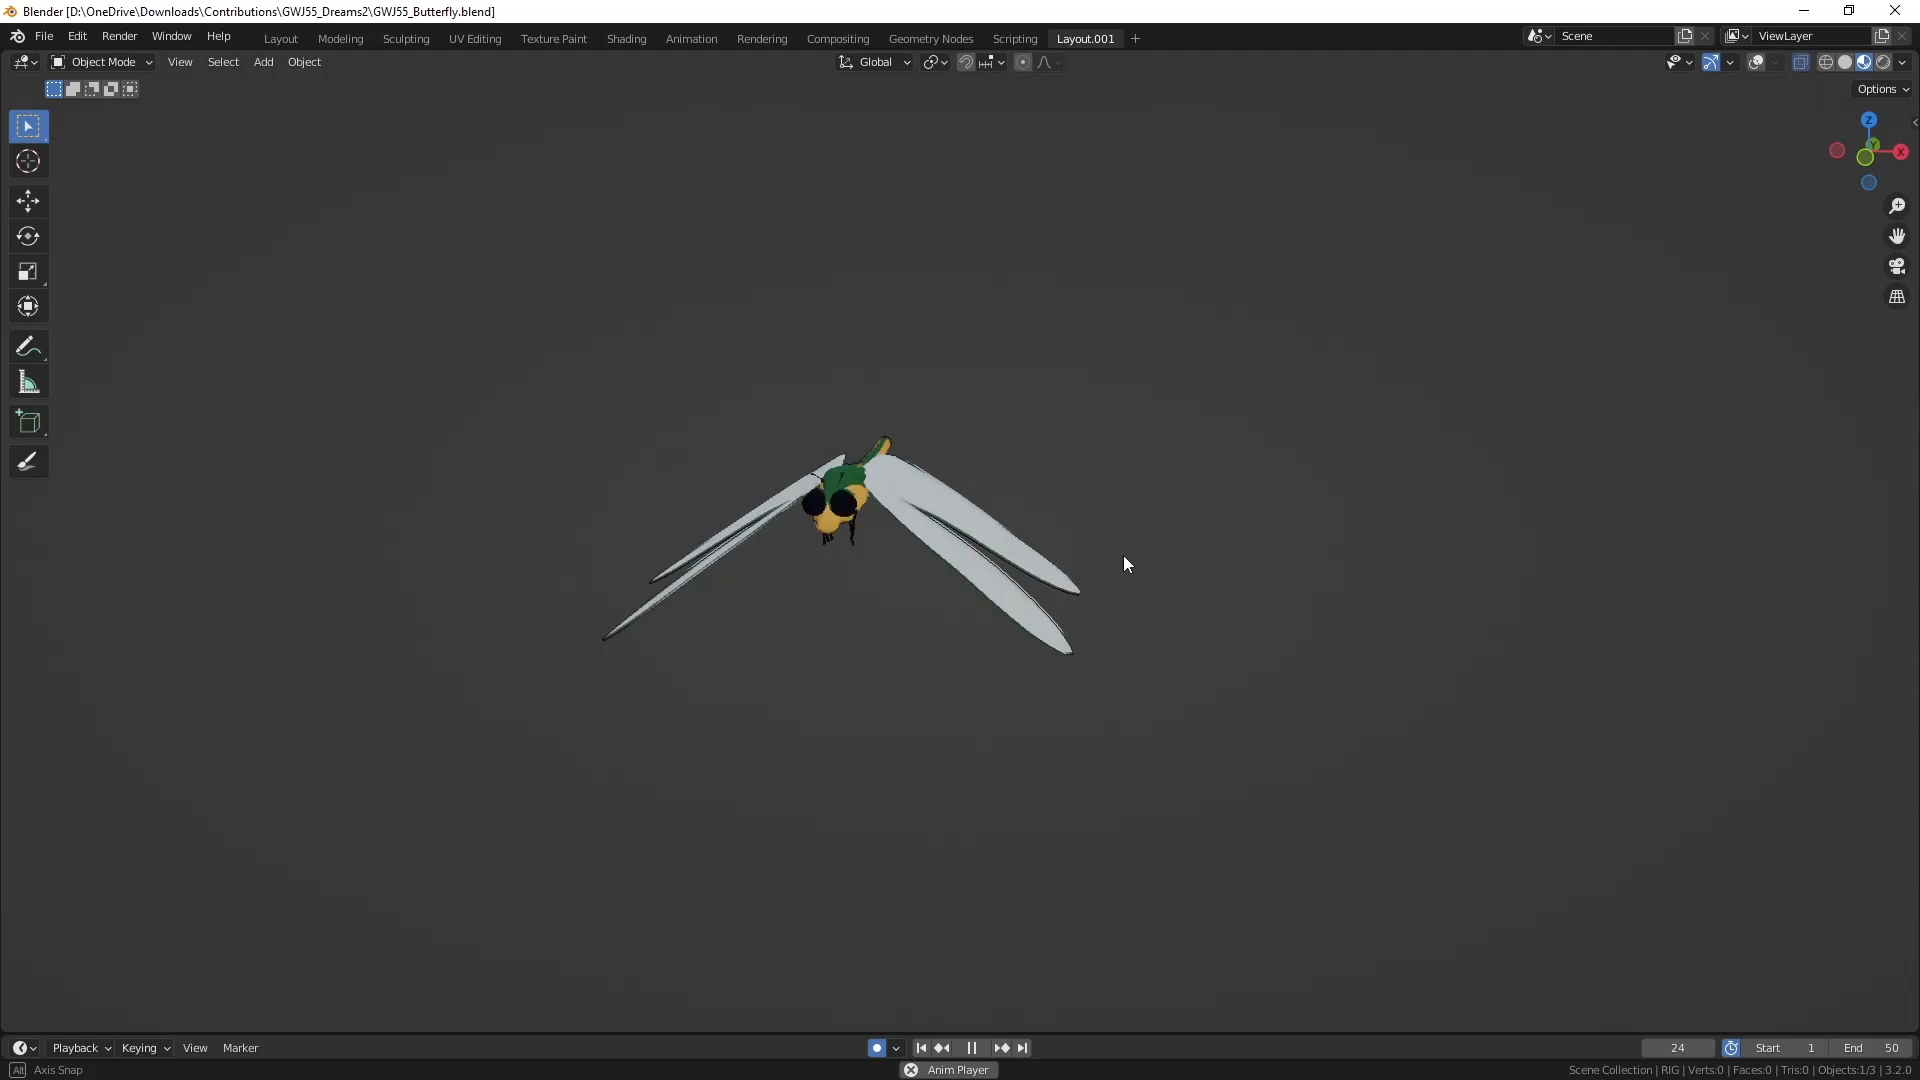 Blender [D:\OneDrive\Downloads\Contributions\GWJ55_Dreams2\GWJ55_Butterfly.blend]
File Edit Render Window Help Layout Modeling Sculpting UV Editing Texture Paint Shading Animation Rendering Compositing Geometry Nodes Scripting Layout.001 + Scene ViewLayer
Object Mode View Select Add Object Global
Options
Z
Y
X
Playback Keying View Marker 24 Start 1 End 50
Alt Axis Snap Anim Player Scene Collection | RIG | Verts:0 | Faces:0 | Tris:0 | Objects:1/3 | 3.2.0